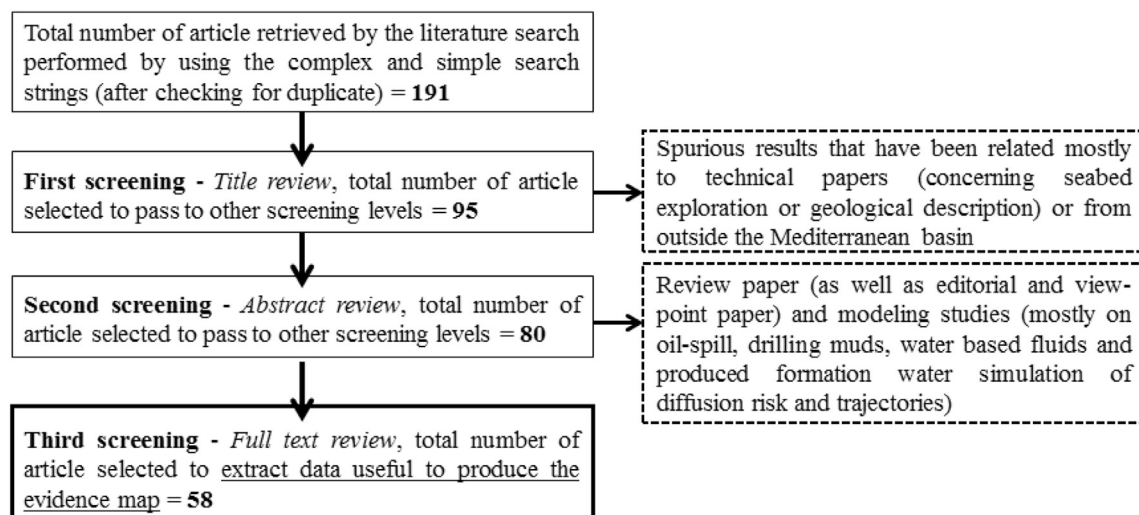 Total number of article retrieved by the literature search
performed by using the complex and simple search
strings (after checking for duplicate) = 191
First screening - Title review, total number of article
selected to pass to other screening levels = 95
Spurious results that have been related mostly
to technical papers (concerning seabed
exploration or geological description) or from
outside the Mediterranean basin
Second screening - Abstract review, total number of
article selected to pass to other screening levels = 80
Review paper (as well as editorial and view-
point paper) and modeling studies (mostly on
oil-spill, drilling muds, water based fluids and
produced formation water simulation of
diffusion risk and trajectories)
Third screening - Full text review, total number of
article selected to extract data useful to produce the
evidence map = 58